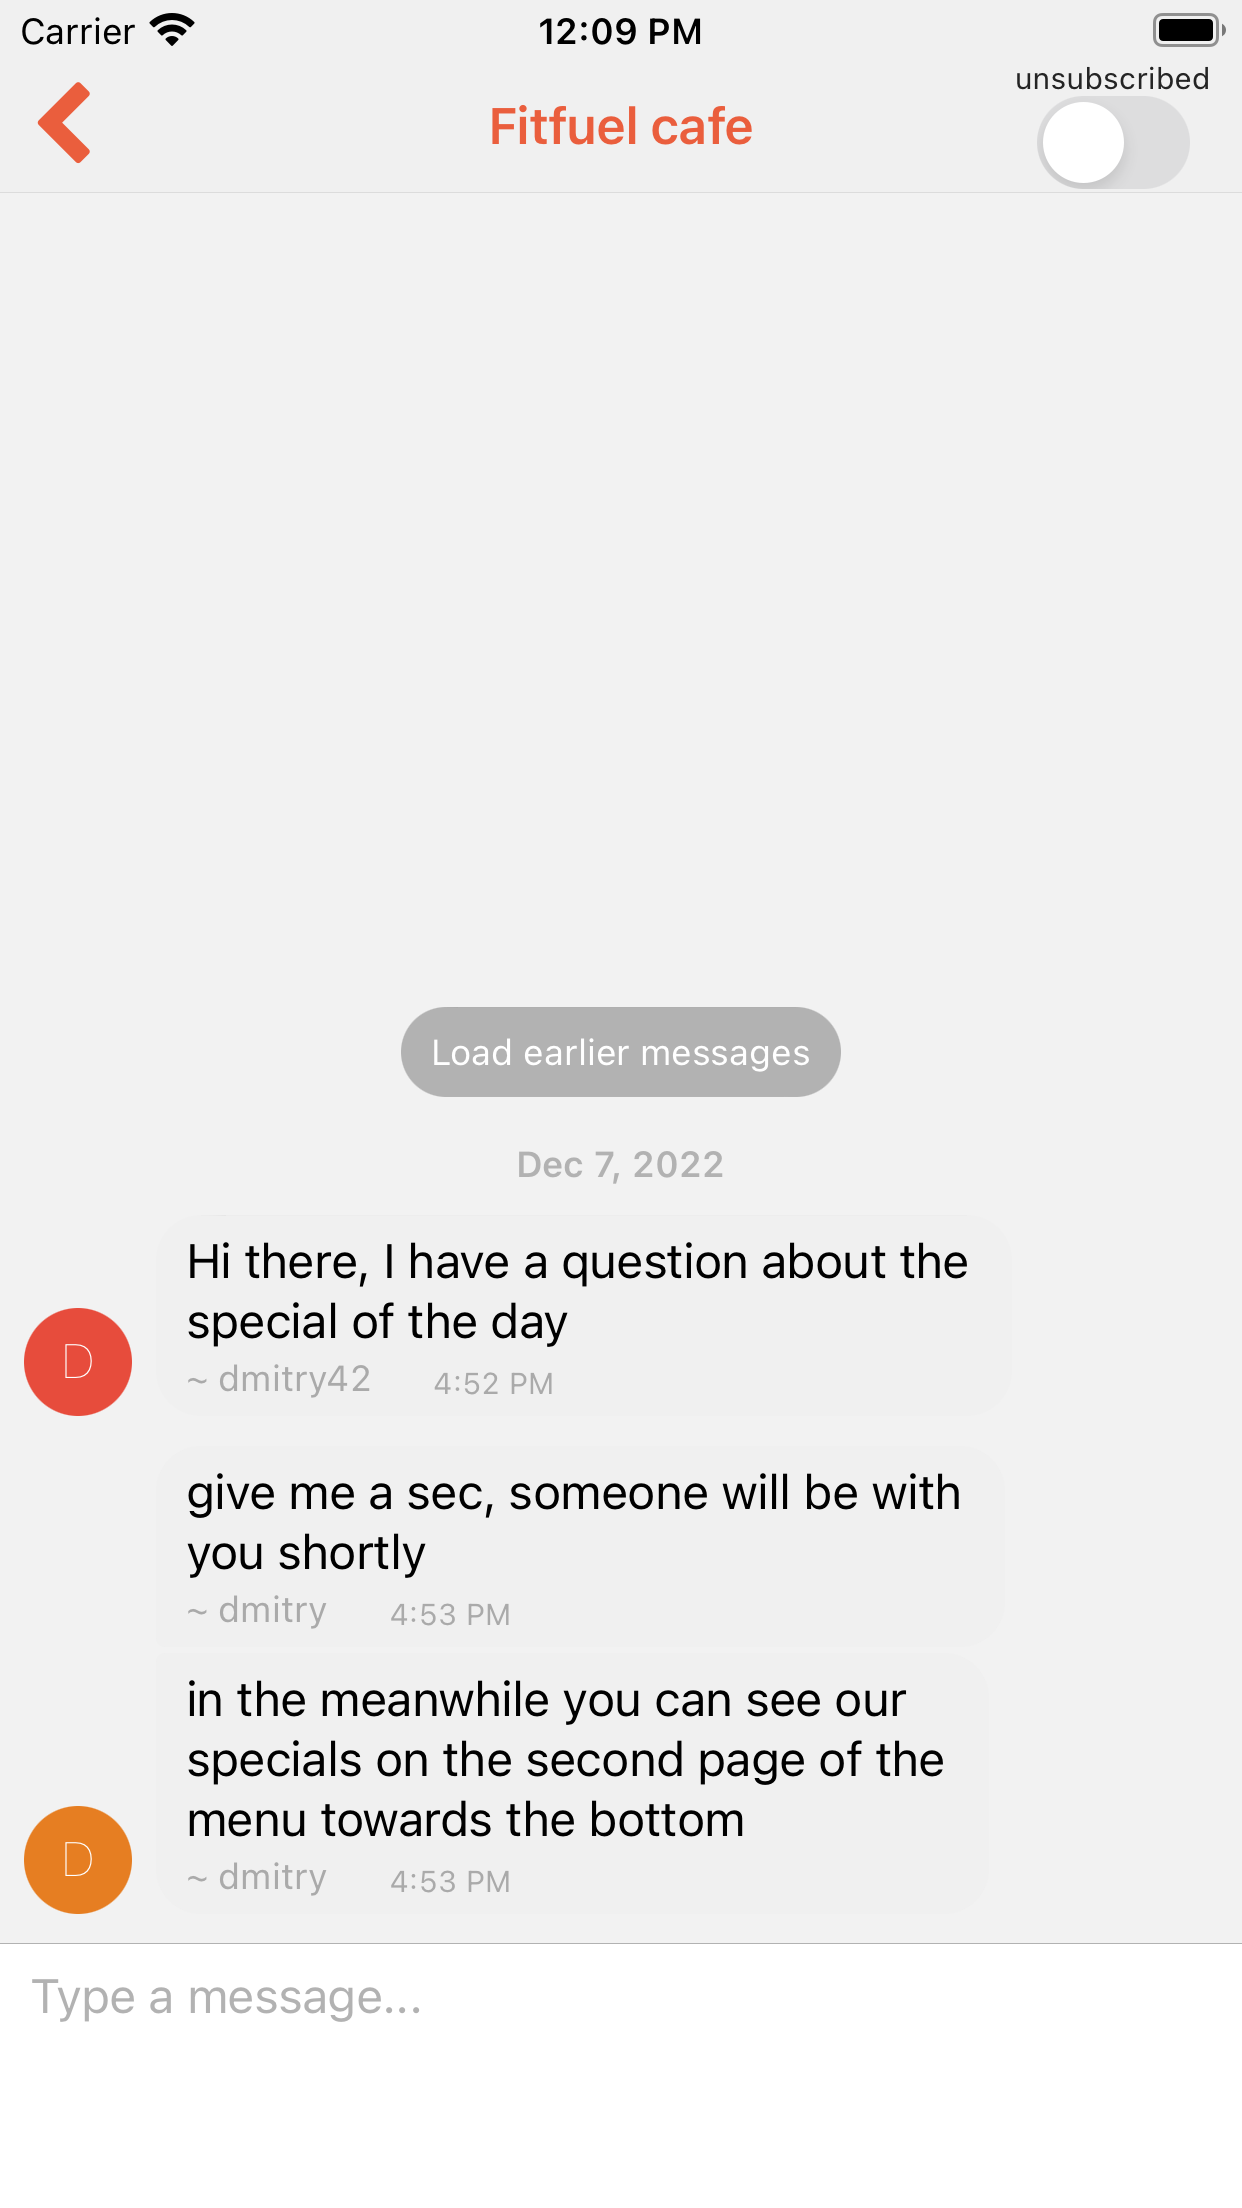 Carrier 12:09 PM
unsubscribed
Fitfuel cafe
Load earlier messages
Dec 7, 2022
Hi there, I have a question about the
special of the day
~ dmitry42 4:52 PM
D
give me a sec, someone will be with
you shortly
~ dmitry 4:53 PM
in the meanwhile you can see our
specials on the second page of the
menu towards the bottom
~ dmitry 4:53 PM
D
Type a message...